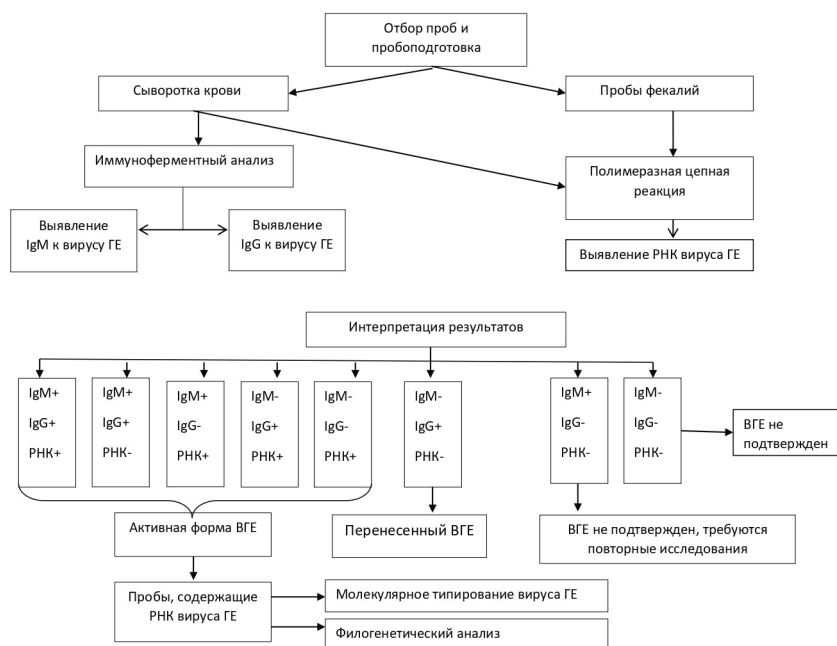 Отбор проб и
пробоподготовка
Сыворотка крови
Пробы фекалий
Иммуноферментный анализ
Полимеразная цепная
реакция
Выявление
IgM к вирусу ГЕ
Выявление
IgG к вирусу ГЕ
Выявление РНК вируса ГЕ
Интерпретация результатов
IgM+
IgG+
РНК+
IgM+
IgG+
РНК-
IgM+
IgG-
РНК+
IgM-
IgG+
РНК+
IgM-
IgG-
РНК+
IgM-
IgG+
РНК-
IgM+
IgG-
РНК-
IgM-
IgG-
РНК-
ВГЕ не
подтвержден
Активная форма ВГЕ
Перенесенный ВГЕ
ВГЕ не подтвержден, требуются
повторные исследования
Пробы, содержащие
РНК вируса ГЕ
Молекулярное типирование вируса ГЕ
Филогенетический анализ